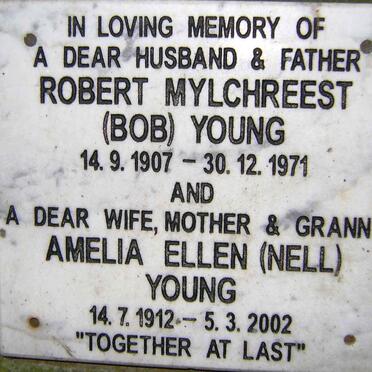 IN LOVING MEMORY OF
A DEAR HUSBAND & FATHER
ROBERT MYLCHREEST
(BOB) YOUNG
14. 9. 1907 – 30. 12. 1971
AND
A DEAR WIFE, MOTHER & GRANN
AMELIA ELLEN (NELL)
YOUNG
14. 7. 1912 – 5. 3. 2002
"TOGETHER AT LAST"